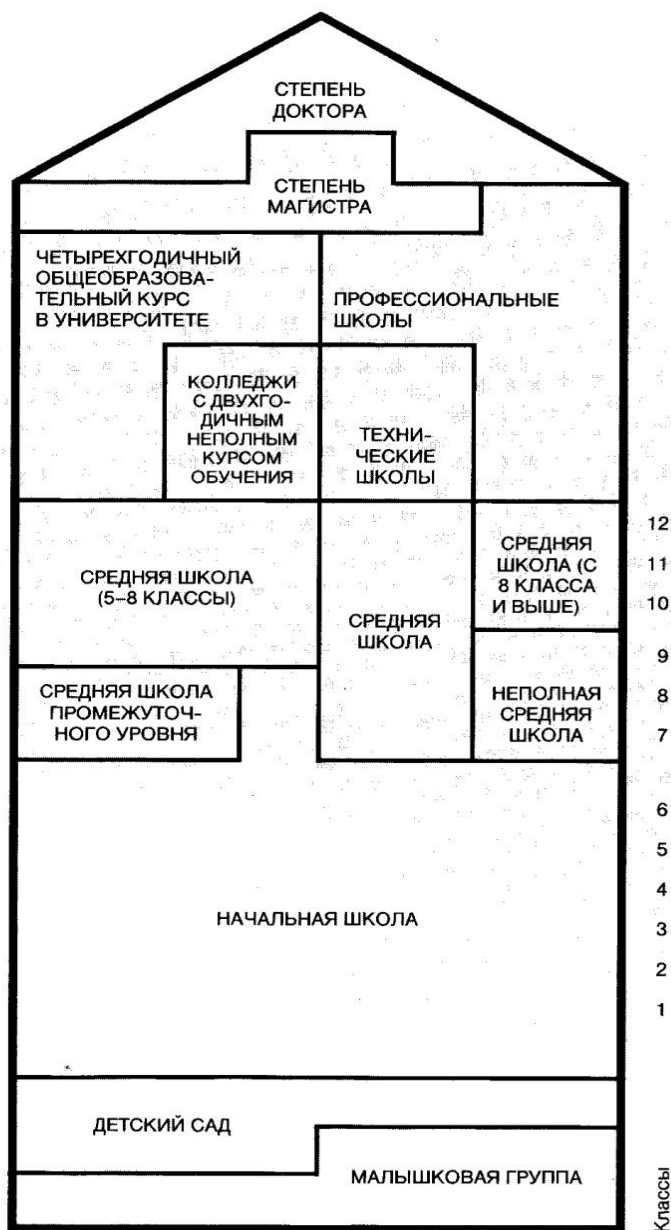 СТЕПЕНЬ
ДОКТОРА
СТЕПЕНЬ
МАГИСТРА
ЧЕТЫРЕХГОДИЧНЫЙ
ОБЩЕОБРАЗОВА-
ТЕЛЬНЫЙ КУРС
В УНИВЕРСИТЕТЕ
ПРОФЕССИОНАЛЬНЫЕ
ШКОЛЫ
КОЛЛЕДЖИ
С ДВУХГО-
ДИЧНЫМ
НЕПОЛНЫМ
КУРСОМ
ОБУЧЕНИЯ
ТЕХНИ-
ЧЕСКИЕ
ШКОЛЫ
СРЕДНЯЯ ШКОЛА
(5–8 КЛАССЫ)
СРЕДНЯЯ
ШКОЛА
СРЕДНЯЯ
ШКОЛА (С
8 КЛАССА
И ВЫШЕ)
СРЕДНЯЯ ШКОЛА
ПРОМЕЖУТОЧ-
НОГО УРОВНЯ
НЕПОЛНАЯ
СРЕДНЯЯ
ШКОЛА
НАЧАЛЬНАЯ ШКОЛА
ДЕТСКИЙ САД
МАЛЫШКОВАЯ ГРУППА
12
11
10
9
8
7
6
5
4
3
2
1
Классы